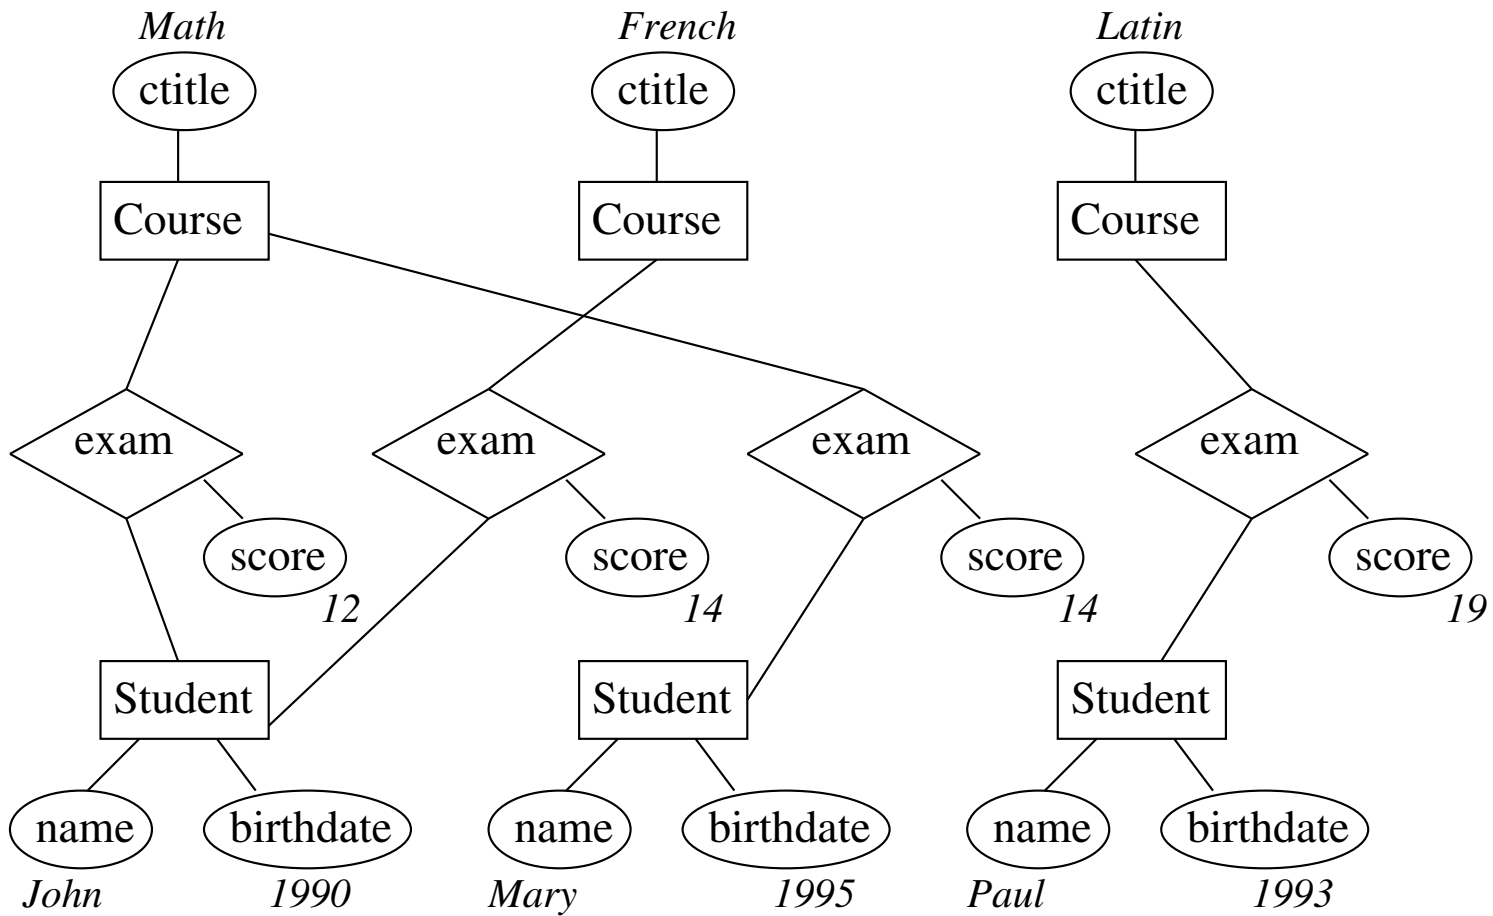 Math French Latin
ctitle ctitle ctitle
Course Course Course
exam exam exam exam
score score score score
12 14 14 19
Student Student Student
name birthdate name birthdate name birthdate
John 1990 Mary 1995 Paul 1993